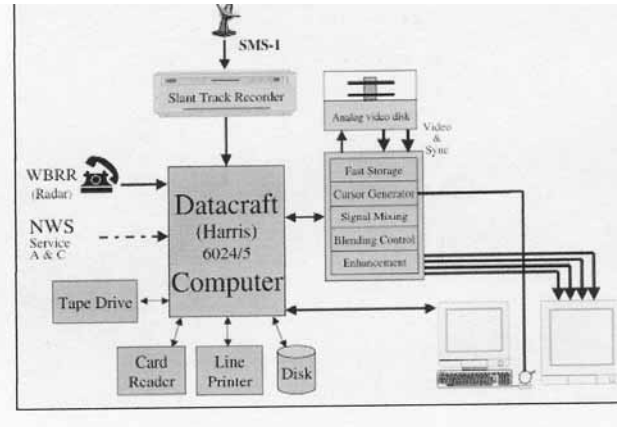 SMS-1
Slant Track Recorder
Analog video disk
Video
&
Sync
WBRR
(Radar)
NWS
Service
A & C
Datacraft
(Harris)
6024/5
Computer
Fast Storage
Cursor Generator
Signal Mixing
Blending Control
Enhancement
Tape Drive
Card
Reader
Line
Printer
Disk